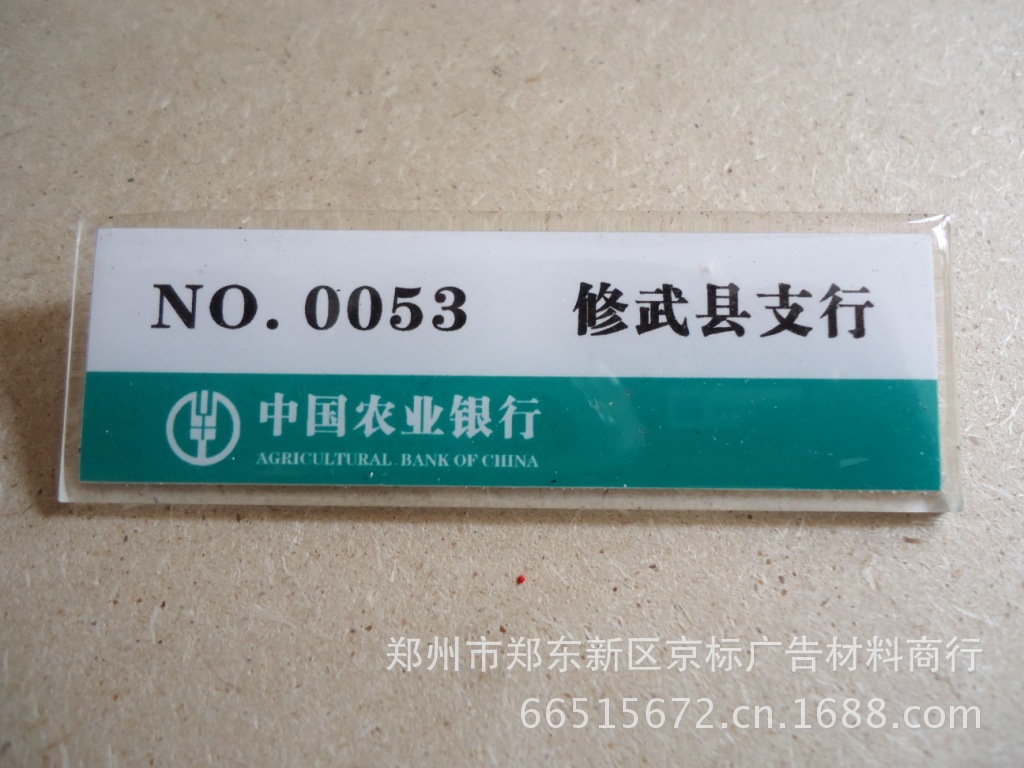 NO. 0053 修武县支行
中国农业银行
AGRICULTURAL BANK OF CHINA
郑州市郑东新区京标广告材料商行
66515672.cn.1688.com